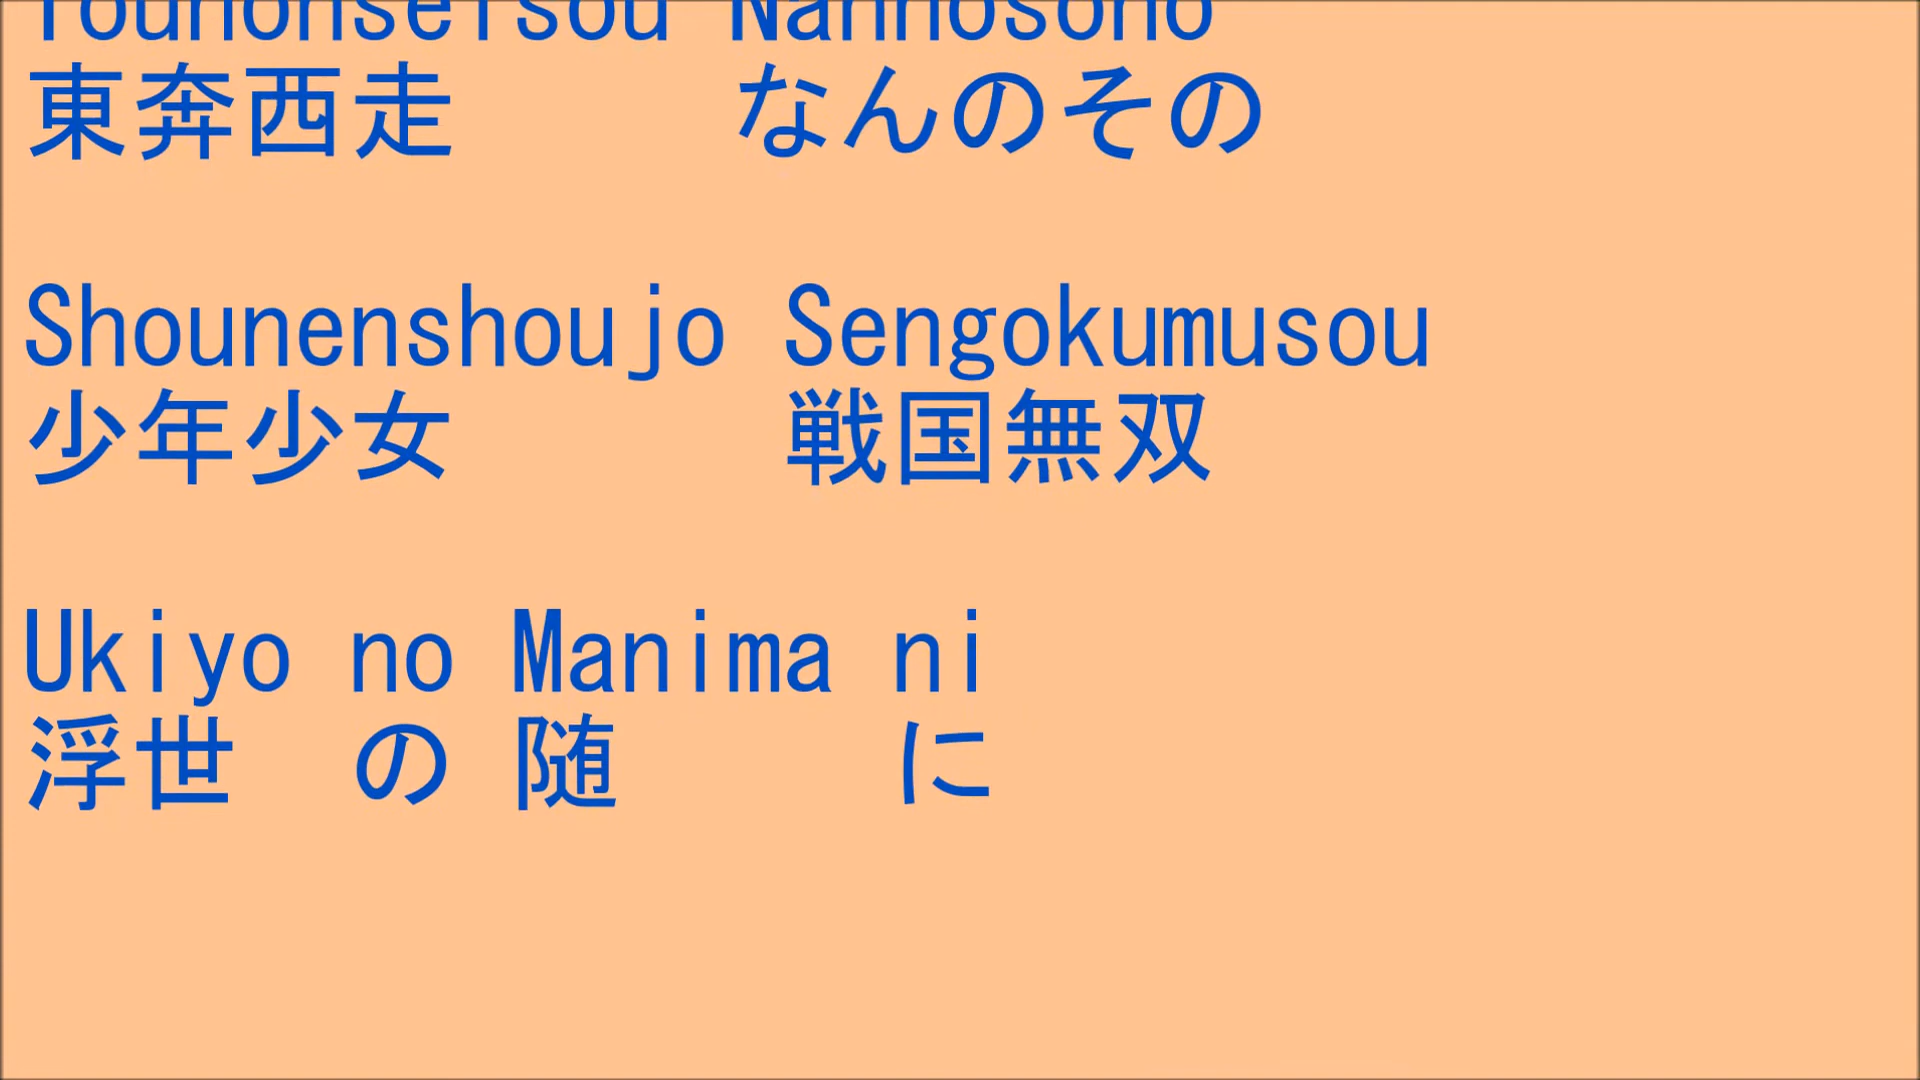 Youhonseisou Nannosono
東奔西走 なんのその
Shounenshoujo Sengokumusou
少年少女 戦国無双
Ukiyo no Manima ni
浮世 の 随 に